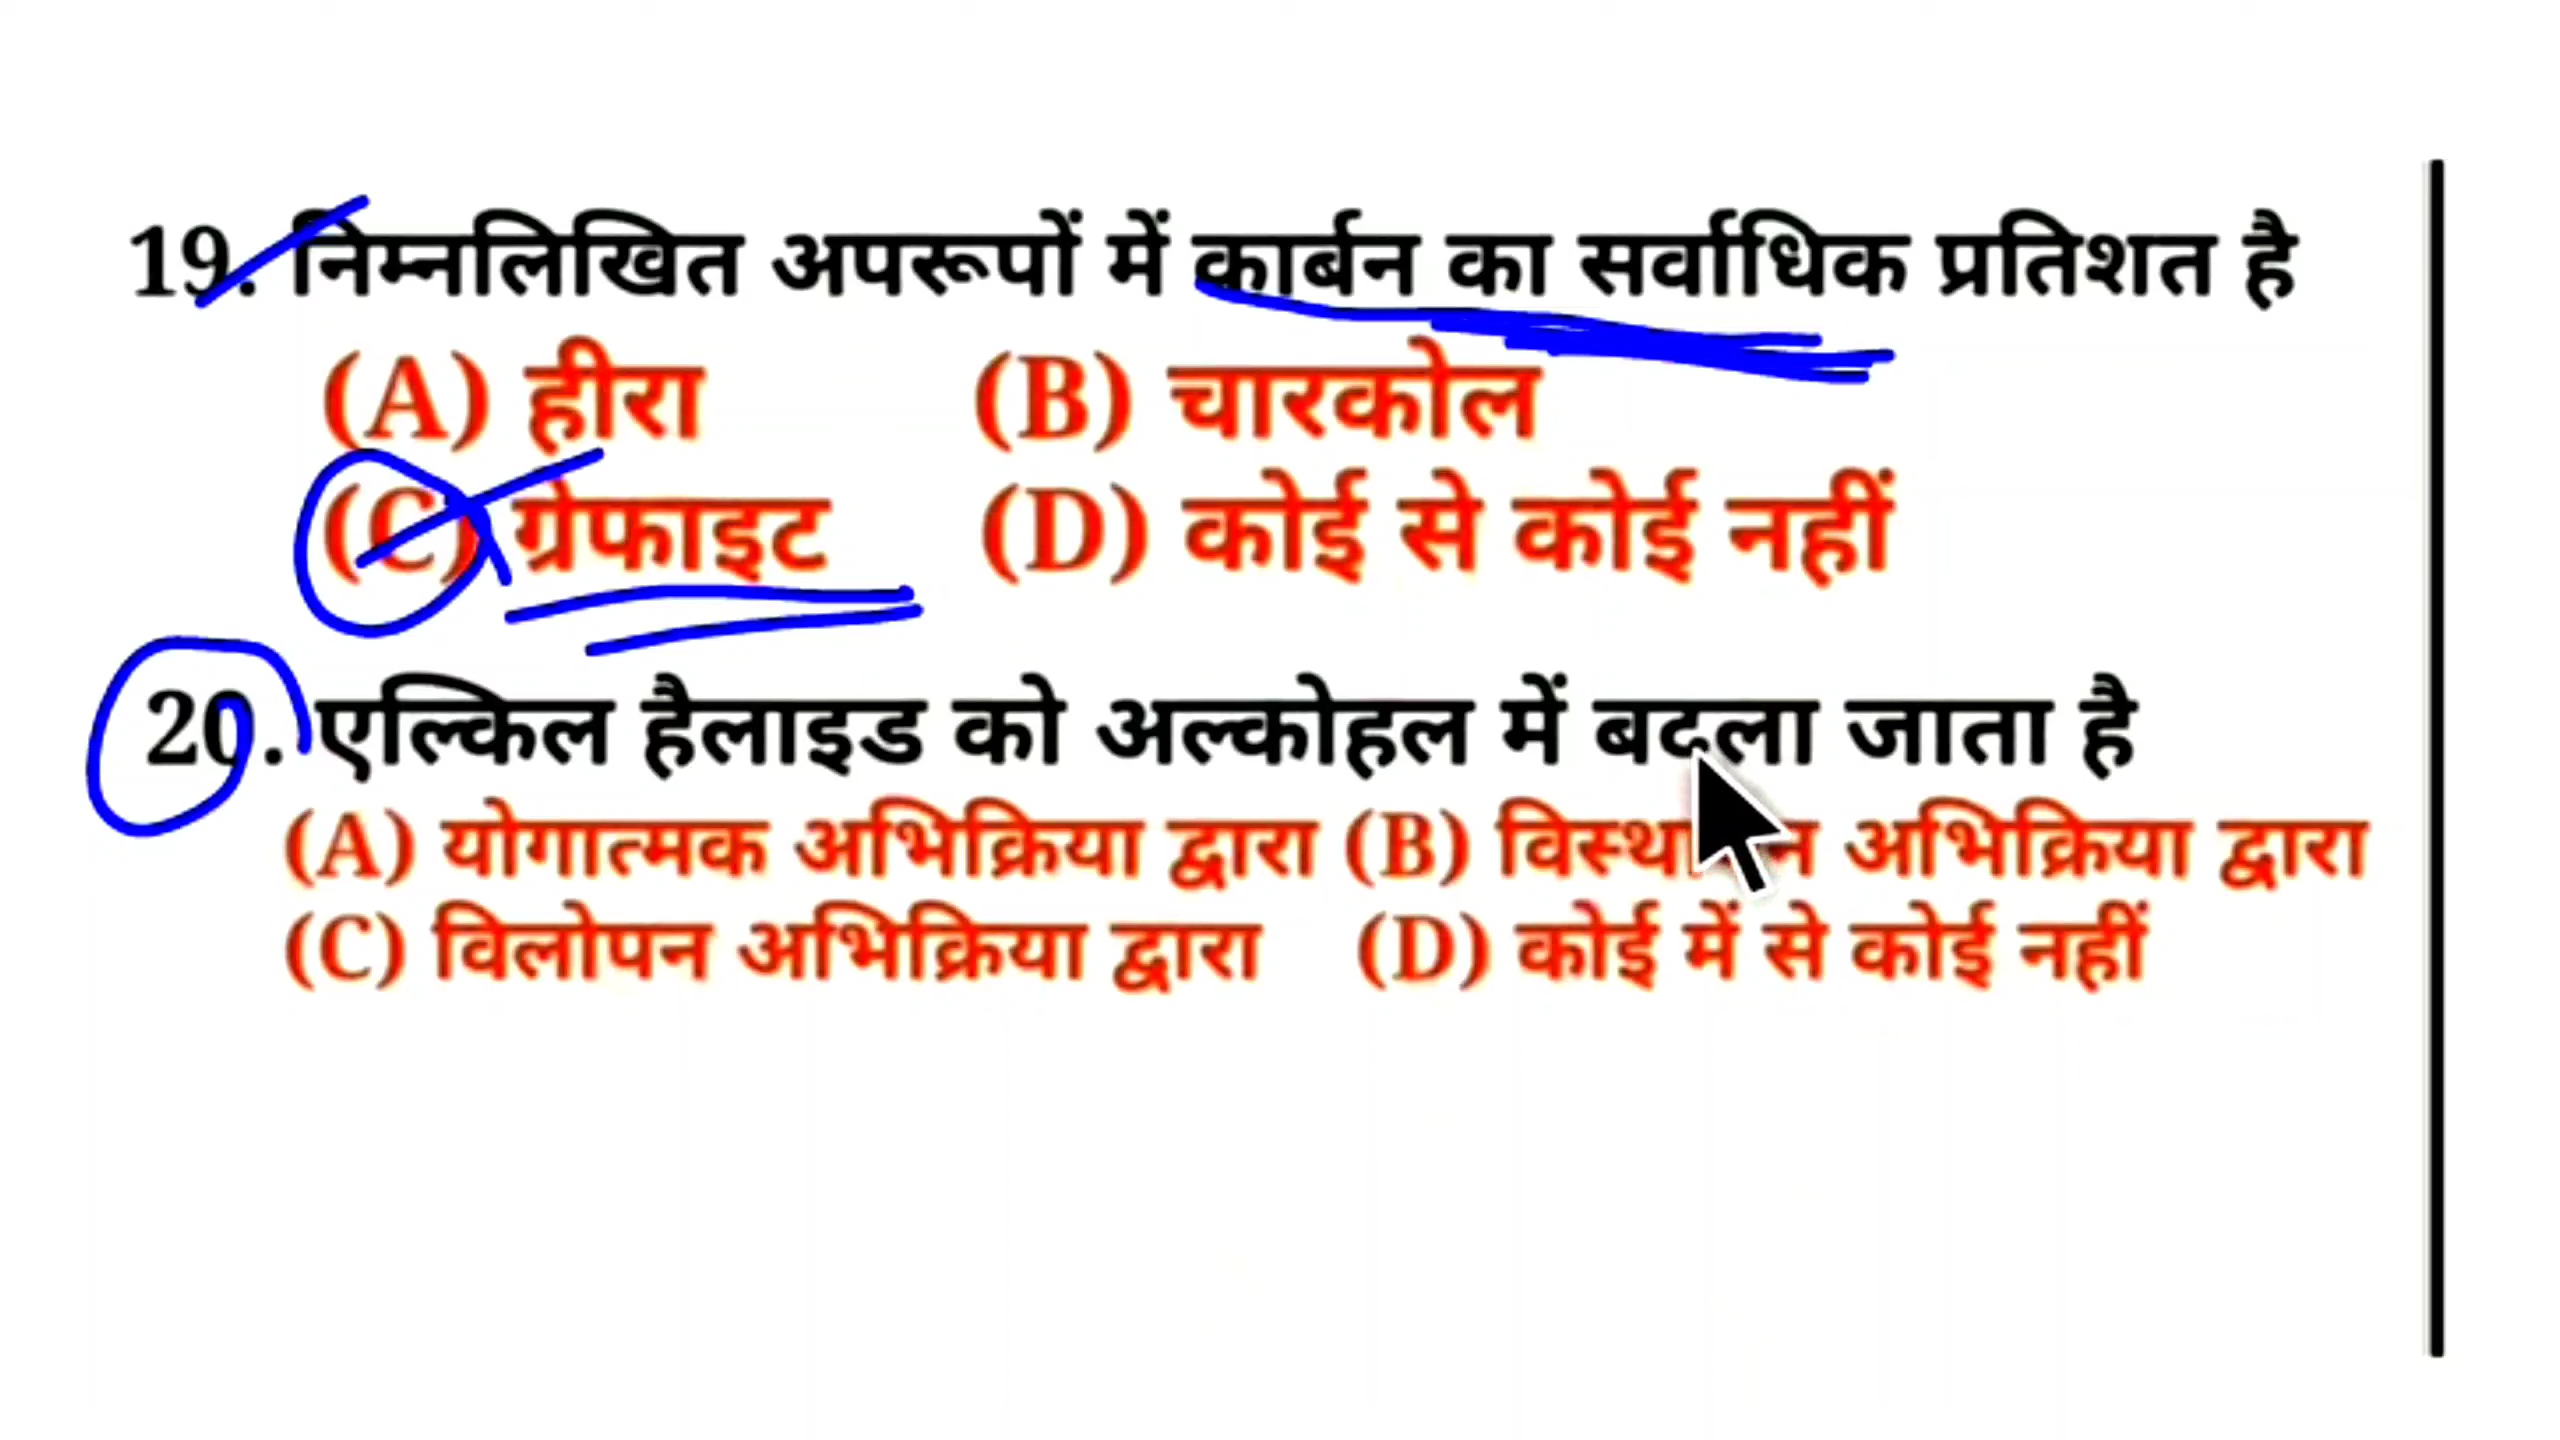 19. निम्नलिखित अपरूपों में कार्बन का सर्वाधिक प्रतिशत है
(A) हीरा (B) चारकोल
(C) ग्रेफाइट (D) कोई से कोई नहीं
20. एल्किल हैलाइड को अल्कोहल में बदला जाता है
(A) योगात्मक अभिक्रिया द्वारा (B) विस्थापन अभिक्रिया द्वारा
(C) विलोपन अभिक्रिया द्वारा (D) कोई में से कोई नहीं